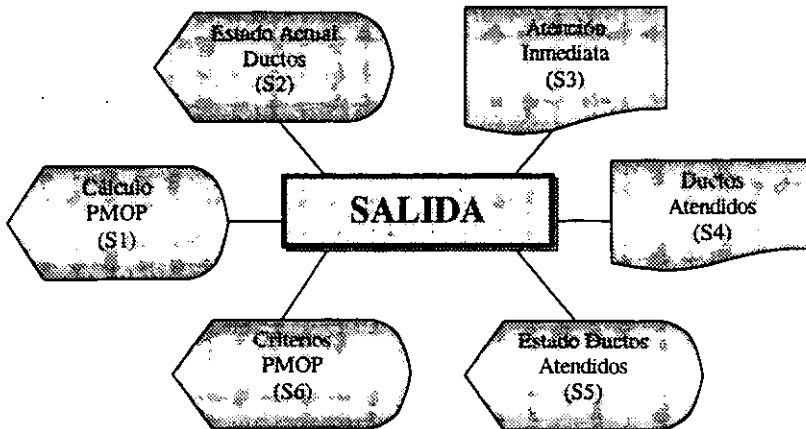 Estado Actual
Ductos
(S2)
Atención
Inmediata
(S3)
Cálculo
PMOP
(S1)
SALIDA
Ductos
Atendidos
(S4)
Criterios
PMOP
(S6)
Estado Ductos
Atendidos
(S5)